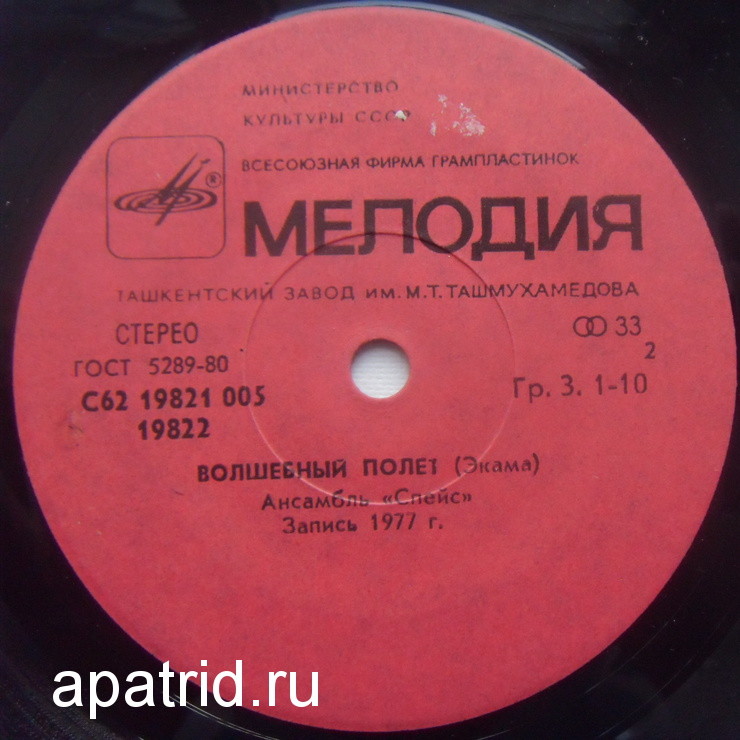 МИНИСТЕРСТВО
КУЛЬТУРЫ СССР
ВСЕСОЮЗНАЯ ФИРМА ГРАМПЛАСТИНОК
®
МЕЛОДИЯ
ТАШКЕНТСКИЙ ЗАВОД ИМ. М.Т. ТАШМУХАМЕДОВА
СТЕРЕО
33
ГОСТ 5289-80
2
С62 19821 005
Гр. 3. 1-10
19822
ВОЛШЕБНЫЙ ПОЛЕТ (Экама)
Ансамбль «Спейс»
Запись 1977 г.
apatrid.ru